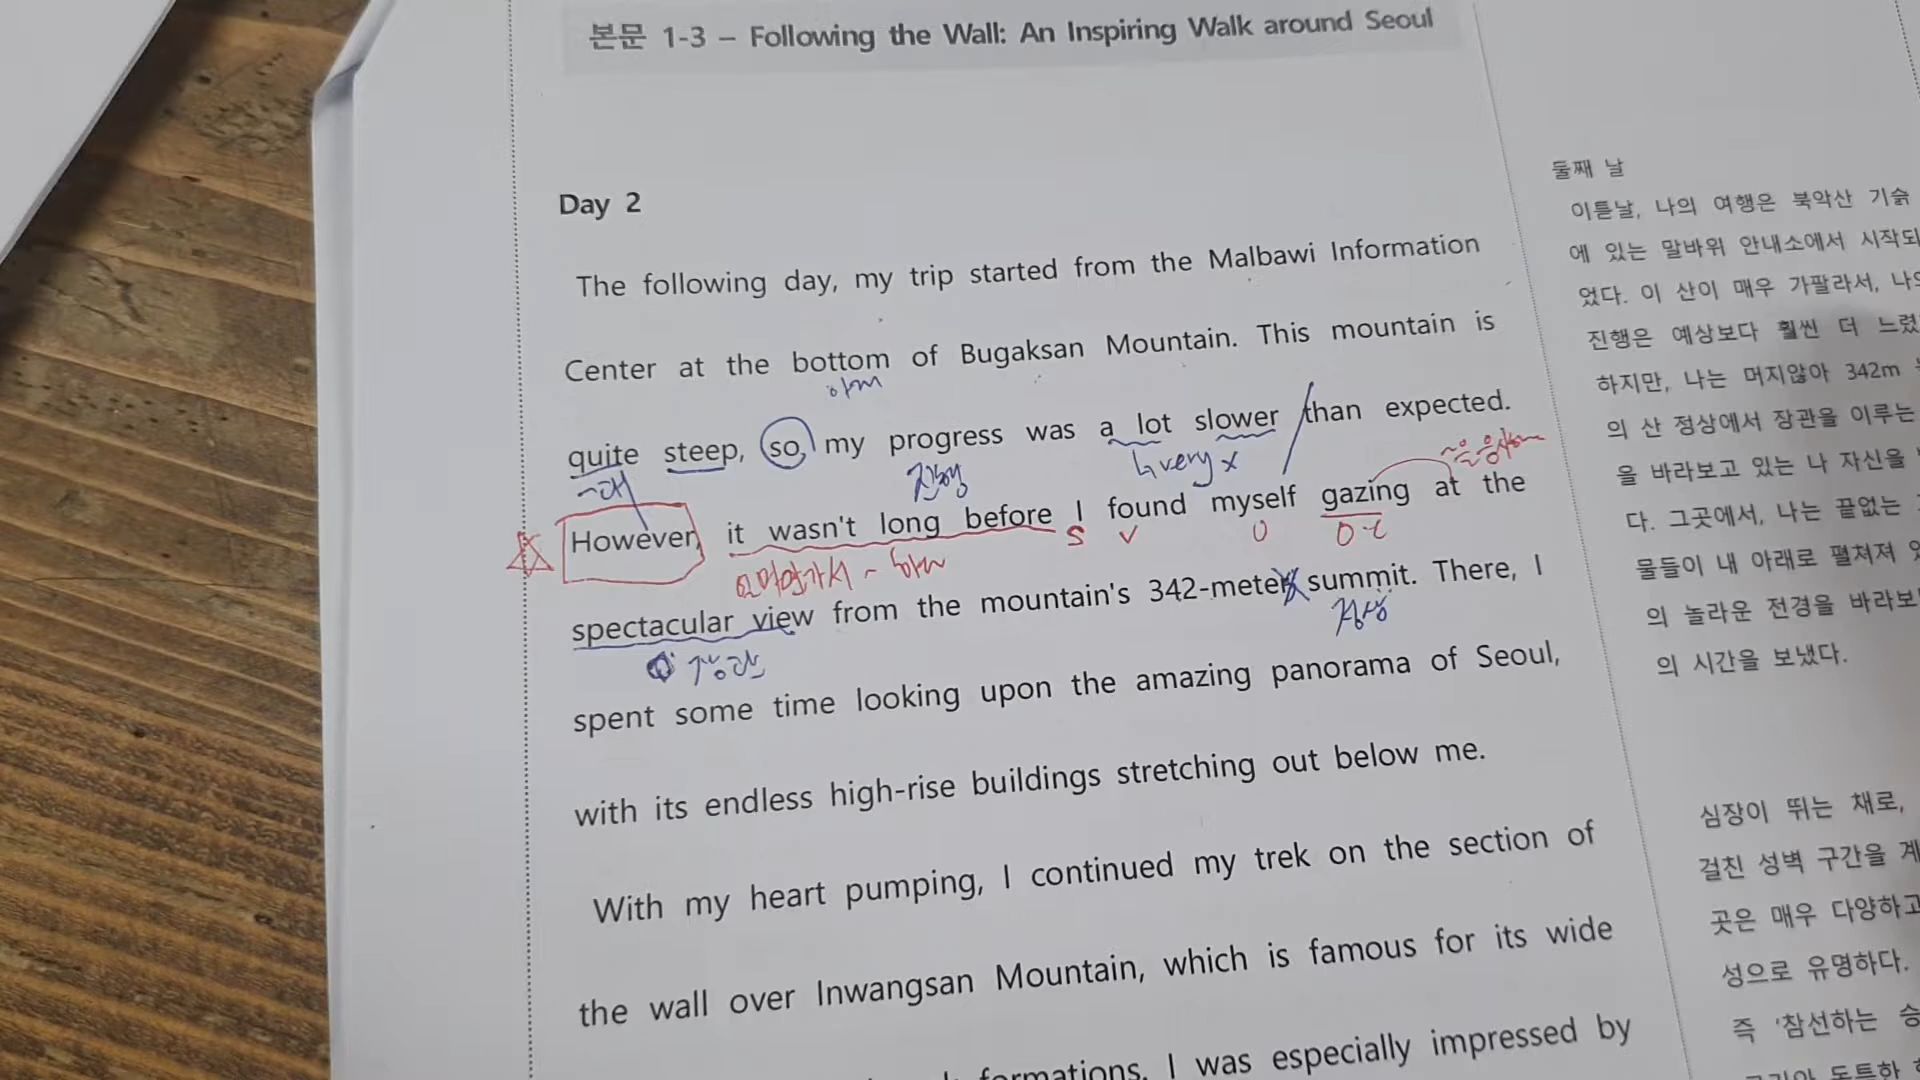 본문 1-3 – Following the Wall: An Inspiring Walk around Seoul
Day 2
The following day, my trip started from the Malbawi Information
Center at the bottom of Bugaksan Mountain. This mountain is
quite steep, so, my progress was a lot slower than expected.
진행
↳ very x
However, it wasn't long before I found myself gazing at the
S V O O·C
spectacular view from the mountain's 342-meter summit. There, I
정상
장관
spent some time looking upon the amazing panorama of Seoul,
with its endless high-rise buildings stretching out below me.
With my heart pumping, I continued my trek on the section of
the wall over Inwangsan Mountain, which is famous for its wide
formations. I was especially impressed by
둘째 날
이튿날, 나의 여행은 북악산 기슭
에 있는 말바위 안내소에서 시작되
었다. 이 산이 매우 가팔라서, 나의
진행은 예상보다 훨씬 더 느렸
하지만, 나는 머지않아 342m
의 산 정상에서 장관을 이루는
을 바라보고 있는 나 자신을
다. 그곳에서, 나는 끝없는
물들이 내 아래로 펼쳐져 있
의 놀라운 전경을 바라보
의 시간을 보냈다.
심장이 뛰는 채로,
걸친 성벽 구간을 계
곳은 매우 다양하고
성으로 유명하다.
즉 '참선하는 승